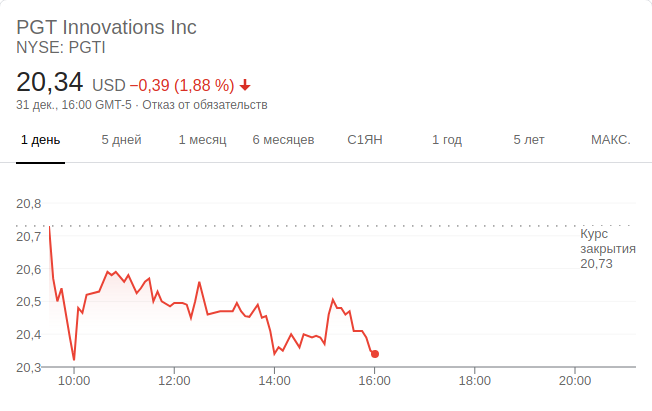 PGT Innovations Inc
NYSE: PGTI
20,34 USD −0,39 (1,88 %)
31 дек., 16:00 GMT-5 · Отказ от обязательств
1 день 5 дней 1 месяц 6 месяцев С1ЯН 1 год 5 лет МАКС.
20,8
20,7
20,6
20,5
20,4
20,3
Курс
закрытия
20,73
10:00 12:00 14:00 16:00 18:00 20:00